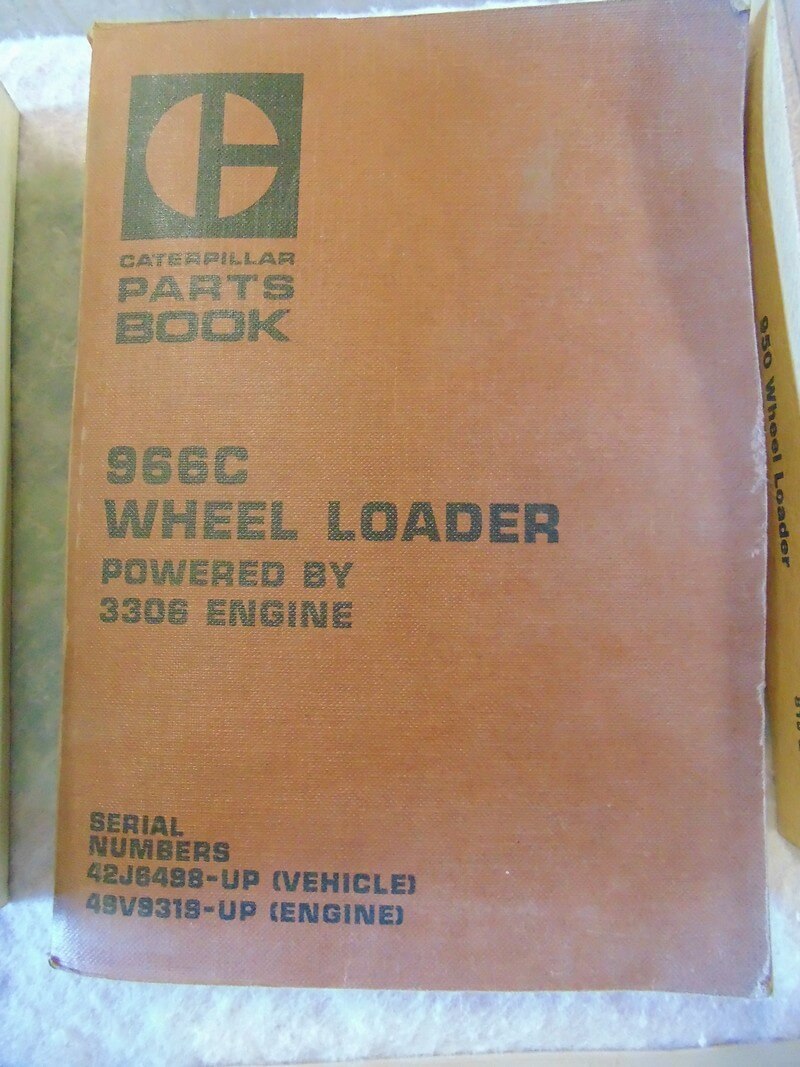 CATERPILLAR
PARTS
BOOK
966C
WHEEL LOADER
POWERED BY
3306 ENGINE
SERIAL
NUMBERS
42J6498-UP (VEHICLE)
49V9319-UP (ENGINE)
950 Wheel Loader